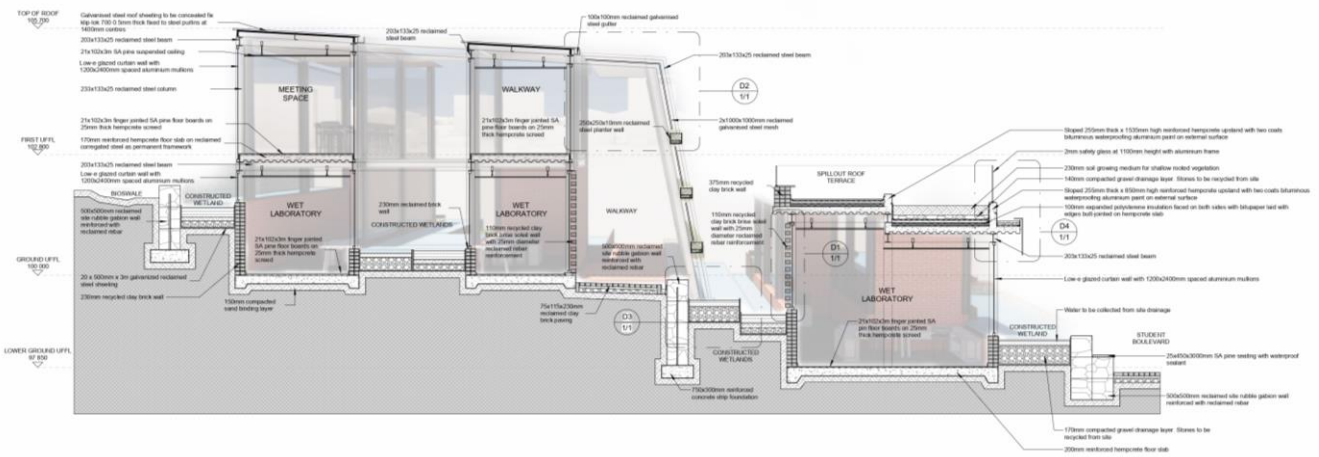 TOP OF ROOF
105 700
Galvanised steel roof sheeting to be concealed fix
klip lok 700 0.5mm thick fixed to steel purlins at
1400mm centres
203x133x25 reclaimed steel beam
21x102x3m SA pine suspended ceiling
Low-e glazed curtain wall with
1200x2400mm spaced aluminium mullions
233x133x25 reclaimed steel column
21x102x3m finger jointed SA pine floor boards on
25mm thick hempcrete screed
FIRST UFFL
102 800
170mm reinforced hempcrete floor slab on reclaimed
corregated steel as permanent framework
203x133x25 reclaimed steel beam
Low-e glazed curtain wall with
1200x2400mm spaced aluminium mullions
BIOSWALE
CONSTRUCTED
WETLAND
500x500mm reclaimed
site rubble gabion wall
reinforced with
reclaimed rebar
GROUND UFFL
100 000
20 x 500mm x 3m galvanized reclaimed
steel sheeting
230mm recycled clay brick wall
150mm compacted
sand binding layer
LOWER GROUND UFFL
97 850
MEETING
SPACE
WET
LABORATORY
21x102x3m finger jointed
SA pine floor boards on
25mm thick hempcrete
screed
203x133x25 reclaimed
steel beam
230mm reclaimed brick
wall
CONSTRUCTED WETLANDS
WALKWAY
21x102x3m finger jointed SA
pine floor boards on 25mm
thick hempcrete screed
WET
LABORATORY
110mm recycled
clay brick brise soleil
wall with 25mm
diameter reclaimed
rebar reinforcement
100x100mm reclaimed galvanised
steel gutter
203x133x25 reclaimed steel beam
D2
1/1
250x250x10mm reclaimed
steel planter wall
2x1000x1000mm reclaimed
galvanised steel mesh
WALKWAY
500x500mm reclaimed
site rubble gabion wall
reinforced with
reclaimed rebar
75x115x230mm
reclaimed clay
brick paving
D3
1/1
750x300mm reinforced
concrete strip foundation
CONSTRUCTED
WETLANDS
375mm recycled
clay brick wall
110mm recycled
clay brick brise soleil
wall with 25mm
diameter reclaimed
rebar reinforcement
SPILLOUT ROOF
TERRACE
D1
1/1
WET
LABORATORY
21x102x3m finger jointed SA
pin floor boards on 25mm
thick hempcrete screed
Sloped 255mm thick x 1535mm high reinforced hempcrete upstand with two coats
bituminous waterproofing aluminium paint on external surface
2mm safety glass at 1100mm height with aluminium frame
230mm soil growing medium for shallow rooted vegetation
140mm compacted gravel drainage layer. Stones to be recycled from site
Sloped 255mm thick x 850mm high reinforced hempcrete upstand with two coats bituminous
waterproofing aluminium paint on external surface
100mm expanded polystyrene insulation faced on both sides with bitupaper laid with
edges butt-jointed on hempcrete slab
D4
1/1
203x133x25 reclaimed steel beam
Low-e glazed curtain wall with 1200x2400mm spaced aluminium mullions
Water to be collected from site drainage
CONSTRUCTED
WETLAND
STUDENT
BOULEVARD
25x450x3000mm SA pine seating with waterproof
sealant
500x500mm reclaimed site rubble gabion wall
reinforced with reclaimed rebar
170mm compacted gravel drainage layer. Stones to be
recycled from site
200mm reinforced hempcrete floor slab